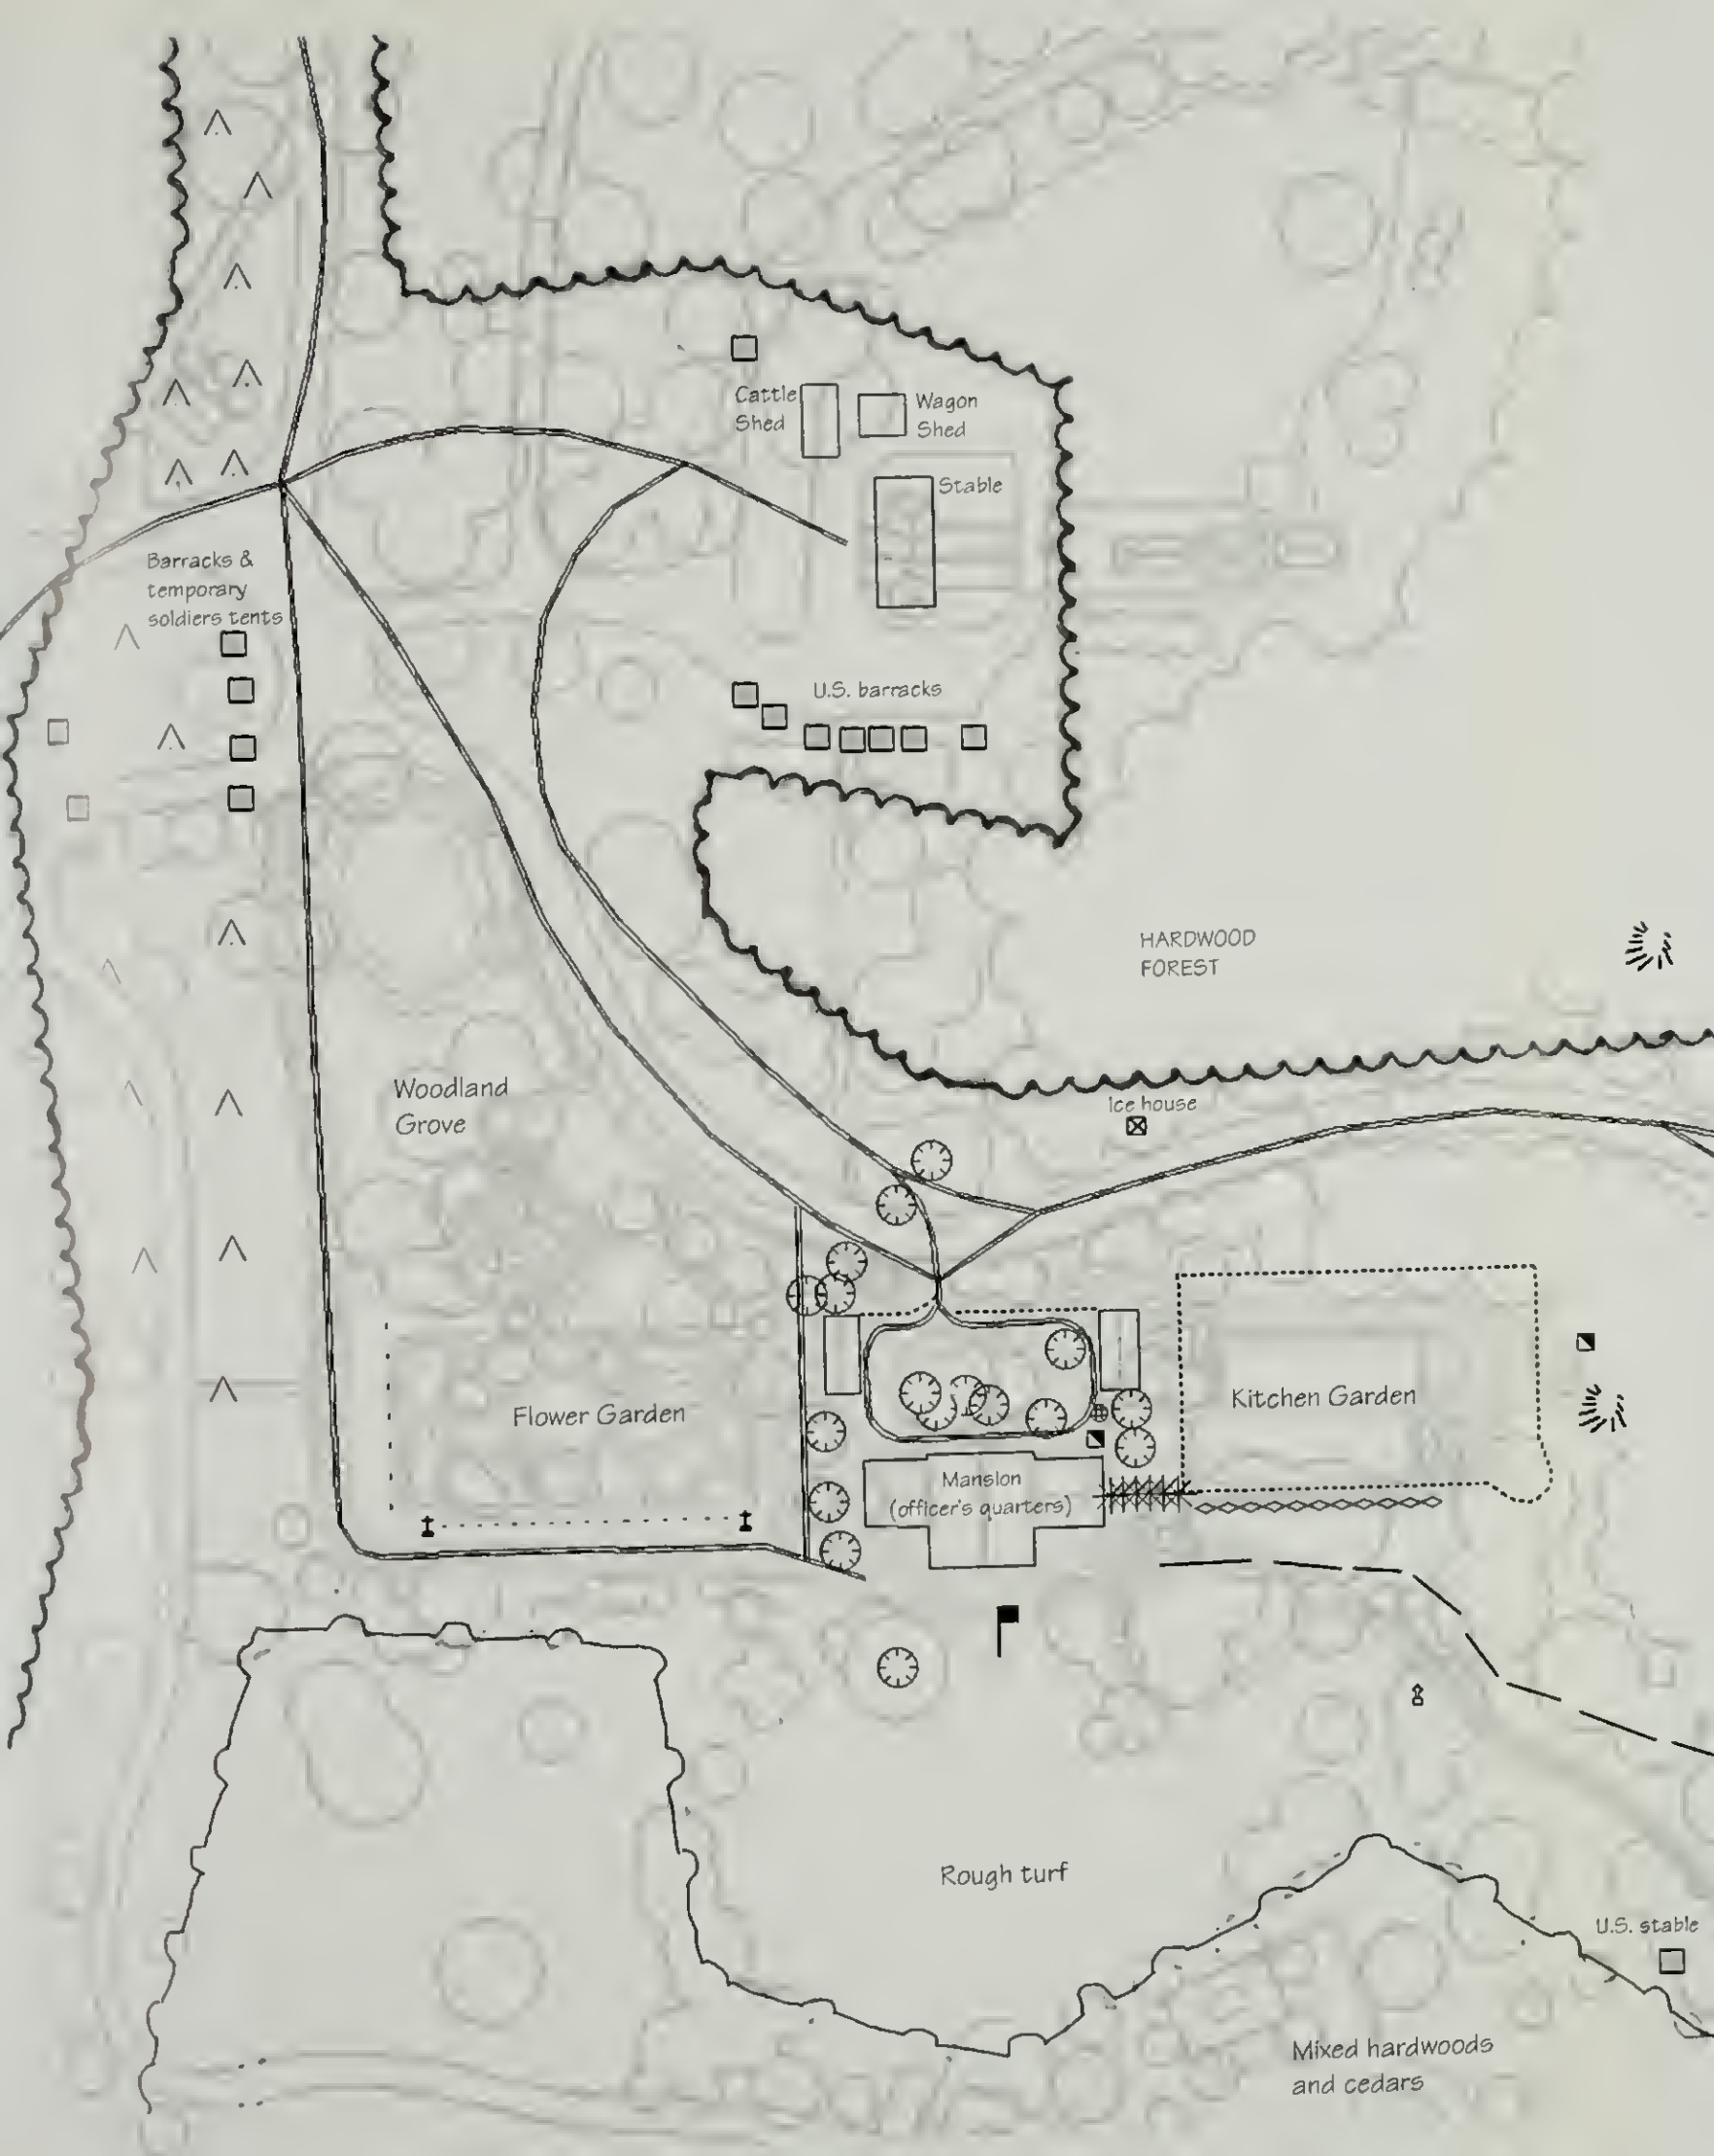 Cattle
Shed
Wagon
Shed
Stable
Barracks &
temporary
soldiers tents
U.S. barracks
HARDWOOD
FOREST
Woodland
Grove
Ice house
Flower Garden
Kitchen Garden
Mansion
(officer's quarters)
Rough turf
U.S. stable
Mixed hardwoods
and cedars